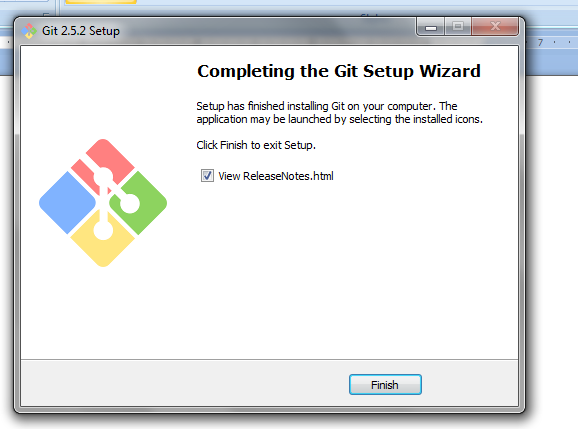 Git 2.5.2 Setup
7
Completing the Git Setup Wizard
Setup has finished installing Git on your computer. The
application may be launched by selecting the installed icons.
Click Finish to exit Setup.
View ReleaseNotes.html
Finish